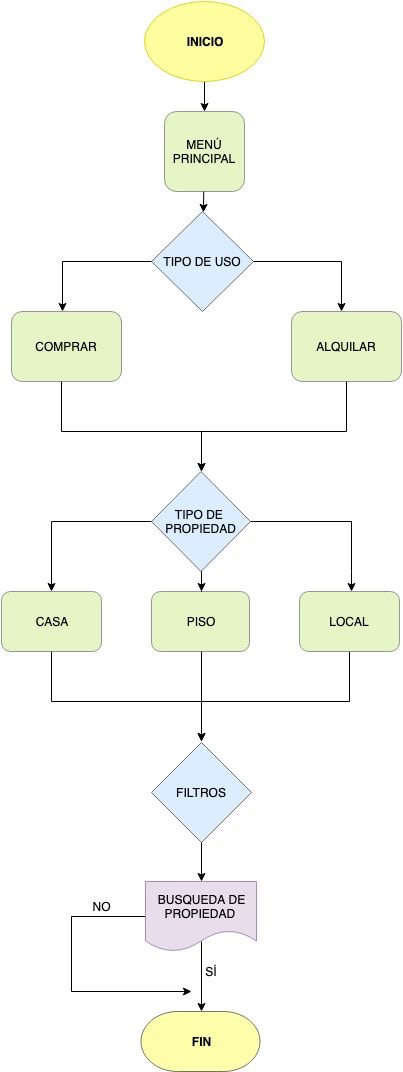 INICIO
MENÚ
PRINCIPAL
TIPO DE USO
COMPRAR
ALQUILAR
TIPO DE
PROPIEDAD
CASA
PISO
LOCAL
FILTROS
BUSQUEDA DE
PROPIEDAD
NO
SÍ
FIN